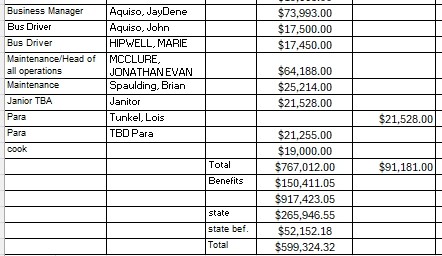 Business Manager Aquiso, JayDene $73,993.00
Bus Driver Aquiso, John $17,500.00
Bus Driver HIPWELL, MARIE $17,450.00
Maintenance/Head of all operations MCCLURE, JONATHAN EVAN $64,188.00
Maintenance Spaulding, Brian $25,214.00
Janior TBA Janitor $21,528.00
Para Tunkel, Lois $21,528.00
Para TBD Para $21,255.00
cook $19,000.00
Total $767,012.00 $91,181.00
Benefits $150,411.05
$917,423.05
state $265,946.55
state bef. $52,152.18
Total $599,324.32